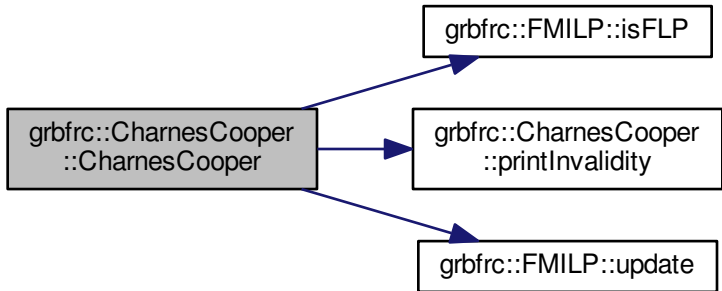 grbfrc::FMILP::isFLP
grbfrc::CharnesCooper
::CharnesCooper
grbfrc::CharnesCooper
::printInvalidity
grbfrc::FMILP::update